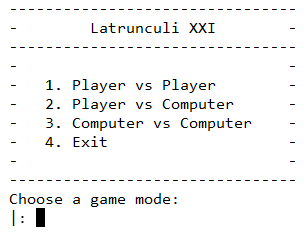 --------------------------------
-        Latrunculi XXI        -
--------------------------------
-                              -
-   1. Player vs Player        -
-   2. Player vs Computer      -
-   3. Computer vs Computer    -
-   4. Exit                    -
-                              -
--------------------------------
Choose a game mode:
|: